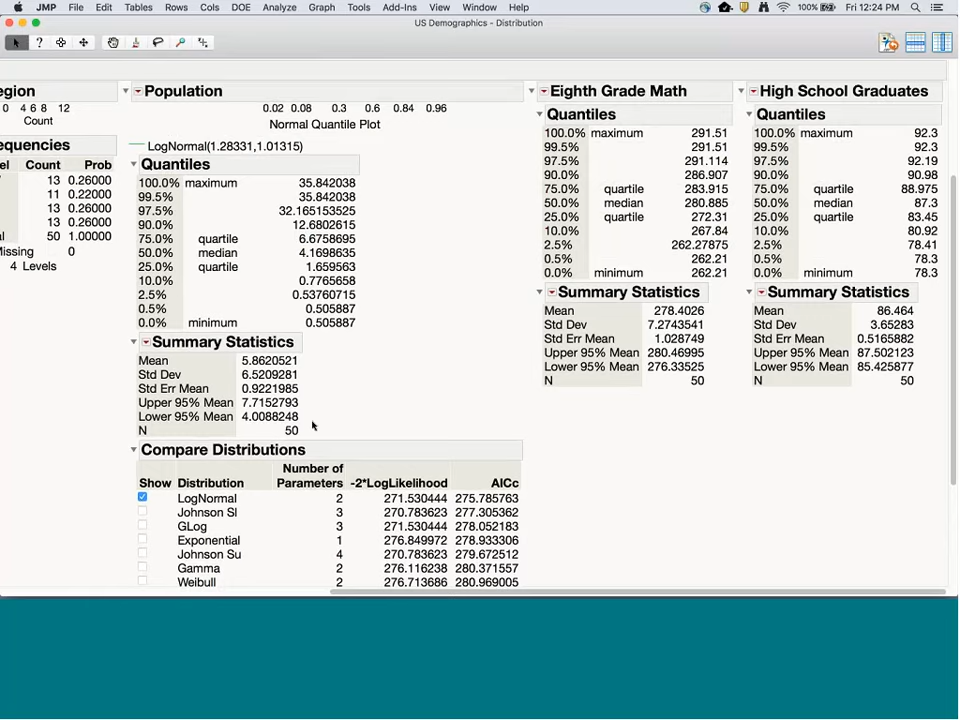 JMP File Edit Tables Rows Cols DOE Analyze Graph Tools Add-Ins View Window Help 100% Fri 12:24 PM
US Demographics - Distribution
egion
0 4 6 8 12
Count
equencies
el Count Prob
13 0.26000
11 0.22000
13 0.26000
13 0.26000
al 50 1.00000
Missing 0
4 Levels
Population
0.02 0.08 0.3 0.6 0.84 0.96
Normal Quantile Plot
LogNormal(1.28331,1.01315)
Quantiles
100.0% maximum 35.842038
99.5% 35.842038
97.5% 32.165153525
90.0% 12.6802615
75.0% quartile 6.6758695
50.0% median 4.1698635
25.0% quartile 1.659563
10.0% 0.7765658
2.5% 0.53760715
0.5% 0.505887
0.0% minimum 0.505887
Summary Statistics
Mean 5.8620521
Std Dev 6.5209281
Std Err Mean 0.9221985
Upper 95% Mean 7.7152793
Lower 95% Mean 4.0088248
N 50
Compare Distributions
Number of
Show Distribution Parameters -2*LogLikelihood AICc
LogNormal 2 271.530444 275.785763
Johnson Sl 3 270.783623 277.305362
GLog 3 271.530444 278.052183
Exponential 1 276.849972 278.933306
Johnson Su 4 270.783623 279.672512
Gamma 2 276.116238 280.371557
Weibull 2 276.713686 280.969005
Eighth Grade Math
Quantiles
100.0% maximum 291.51
99.5% 291.51
97.5% 291.114
90.0% 286.907
75.0% quartile 283.915
50.0% median 280.885
25.0% quartile 272.31
10.0% 267.84
2.5% 262.27875
0.5% 262.21
0.0% minimum 262.21
Summary Statistics
Mean 278.4026
Std Dev 7.2743541
Std Err Mean 1.028749
Upper 95% Mean 280.46995
Lower 95% Mean 276.33525
N 50
High School Graduates
Quantiles
100.0% maximum 92.3
99.5% 92.3
97.5% 92.19
90.0% 90.98
75.0% quartile 88.975
50.0% median 87.3
25.0% quartile 83.45
10.0% 80.92
2.5% 78.41
0.5% 78.3
0.0% minimum 78.3
Summary Statistics
Mean 86.464
Std Dev 3.65283
Std Err Mean 0.5165882
Upper 95% Mean 87.502123
Lower 95% Mean 85.425877
N 50